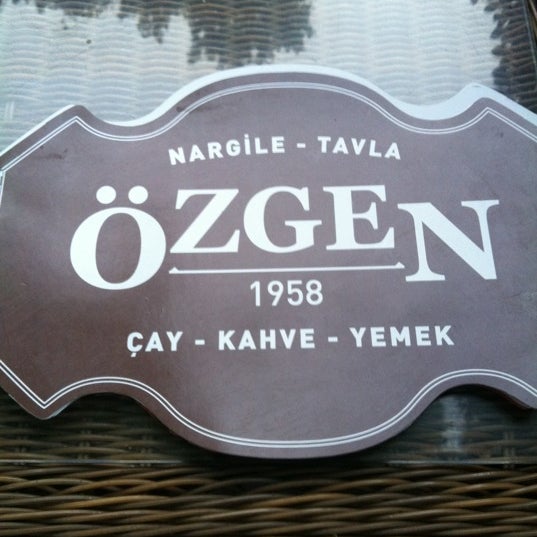 NARGİLE - TAVLA
ÖZGEN
1958
ÇAY - KAHVE - YEMEK